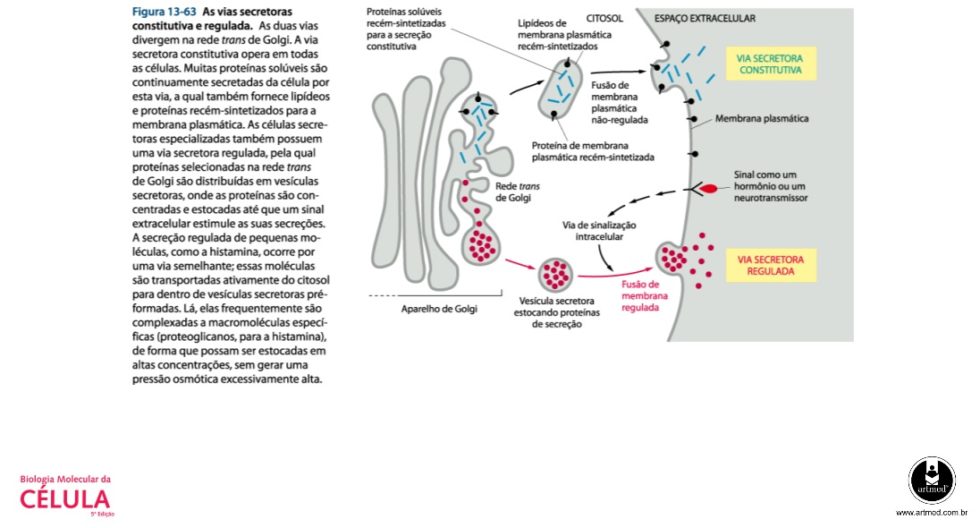 Figura 13-63 As vias secretoras
constitutiva e regulada. As duas vias
divergem na rede trans de Golgi. A via
secretora constitutiva opera em todas
as células. Muitas proteínas solúveis são
continuamente secretadas da célula por
esta via, a qual também fornece lipídeos
e proteínas recém-sintetizados para a
membrana plasmática. As células secre-
toras especializadas também possuem
uma via secretora regulada, pela qual
proteínas selecionadas na rede trans
de Golgi são distribuídas em vesículas
secretoras, onde as proteínas são con-
centradas e estocadas até que um sinal
extracelular estimule as suas secreções.
A secreção regulada de pequenas mo-
léculas, como a histamina, ocorre por
uma via semelhante; essas moléculas
são transportadas ativamente do citosol
para dentro de vesículas secretoras pré-
formadas. Lá, elas frequentemente são
complexadas a macromoléculas especí-
ficas (proteoglicanos, para a histamina),
de forma que possam ser estocadas em
altas concentrações, sem gerar uma
pressão osmótica excessivamente alta.
Proteínas solúveis
recém-sintetizadas
para a secreção
constitutiva
Lipídeos de
membrana plasmática
recém-sintetizados
CITOSOL
ESPAÇO EXTRACELULAR
VIA SECRETORA
CONSTITUTIVA
Fusão de
membrana
plasmática
não-regulada
Membrana plasmática
Proteína de membrana
plasmática recém-sintetizada
Sinal como um
hormônio ou um
neurotransmissor
Rede trans
de Golgi
Via de sinalização
intracelular
VIA SECRETORA
REGULADA
Fusão de
membrana
regulada
Aparelho de Golgi
Vesícula secretora
estocando proteínas
de secreção
Biologia Molecular da
CÉLULA
5ª Edição
artmed
www.artmed.com.br